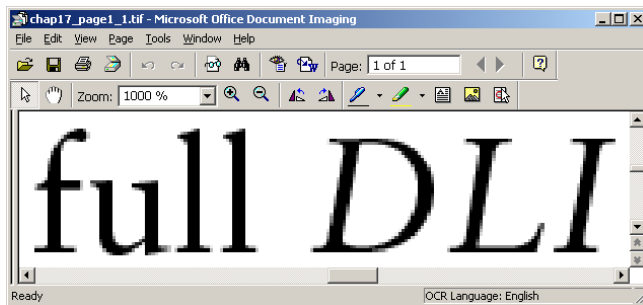 chap17_page1_1.tif - Microsoft Office Document Imaging
File Edit View Page Tools Window Help
Page: 1 of 1
Zoom: 1000 %
full DLI
Ready OCR Language: English